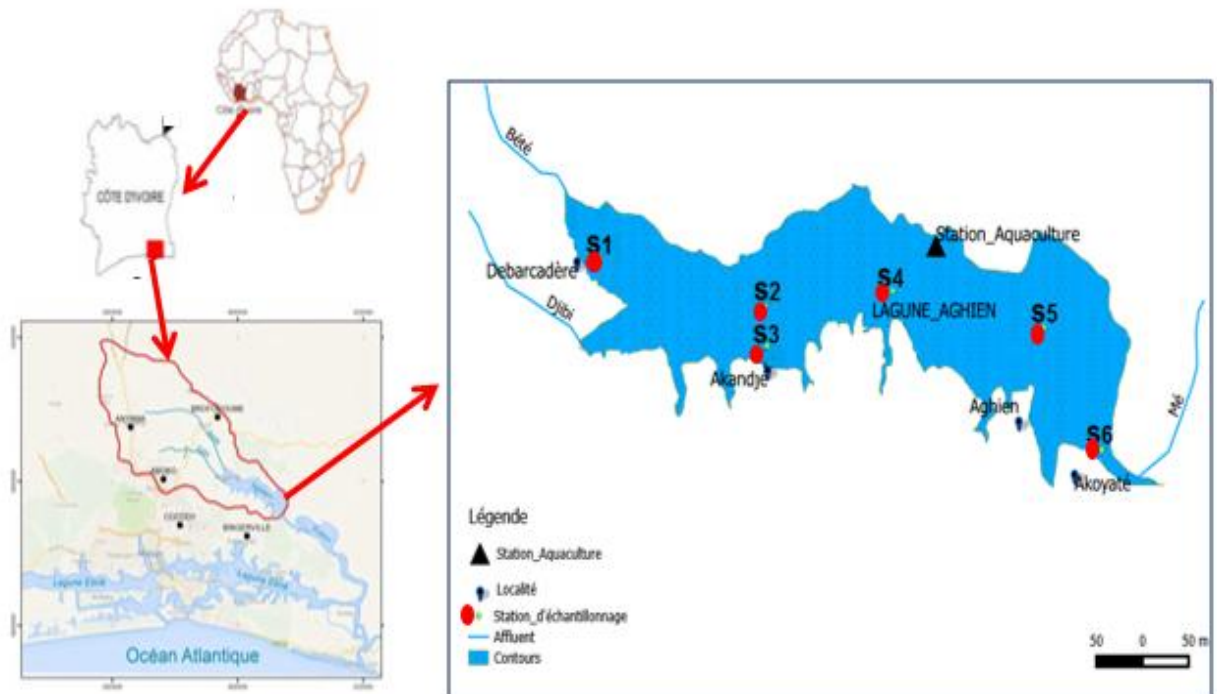 CÔTE D'IVOIRE
BINGERVILLE
Lagune Ebrié
Océan Atlantique
Bété
Station_Aquaculture
S1
Debarcadère
Djibi
S2
S4
LAGUNE_AGHIEN
S5
S3
Akandje
Aghien
Mé
S6
Akoyaté
Légende
Station_Aquaculture
Localité
Station_d'échantillonnage
Affluent
Contours
50 0 50 m